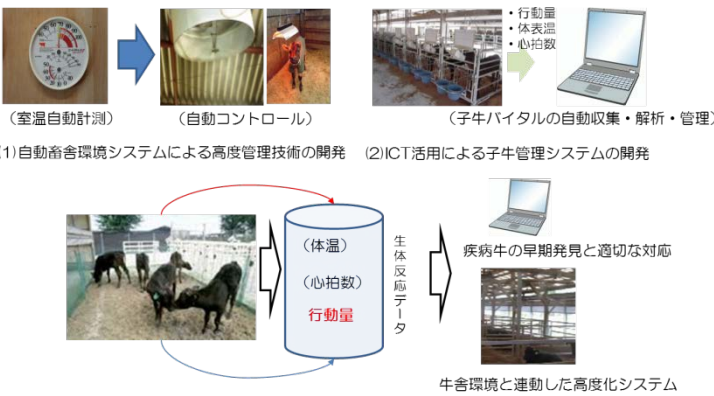 ・行動量
・体表温
・心拍数
（室温自動計測）
（自動コントロール）
（子牛バイタルの自動収集・解析・管理）
(1)自動畜舎環境システムによる高度管理技術の開発
(2)ICT活用による子牛管理システムの開発
（体温）
（心拍数）
行動量
生体反応データ
疾病牛の早期発見と適切な対応
牛舎環境と連動した高度化システム